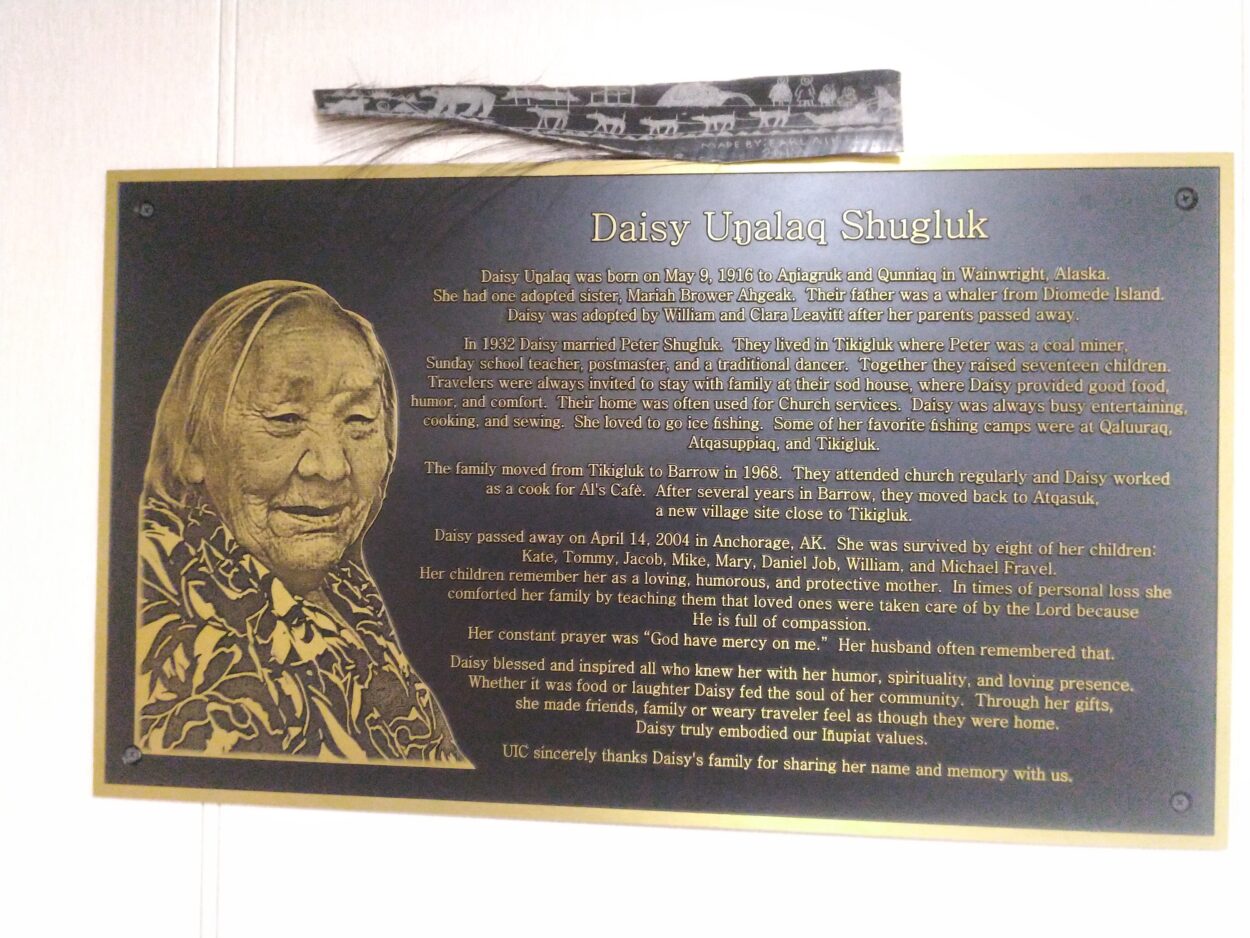 MADE BY: EARL
Daisy Uŋalaq Shugluk
Daisy Uŋalaq was born on May 9, 1916 to Aŋiagruk and Qunniaq in Wainwright, Alaska.
She had one adopted sister, Mariah Brower Ahgeak. Their father was a whaler from Diomede Island.
Daisy was adopted by William and Clara Leavitt after her parents passed away.
In 1932 Daisy married Peter Shugluk. They lived in Tikigluk where Peter was a coal miner,
Sunday school teacher, postmaster, and a traditional dancer. Together they raised seventeen children.
Travelers were always invited to stay with family at their sod house, where Daisy provided good food,
humor, and comfort. Their home was often used for Church services. Daisy was always busy entertaining,
cooking, and sewing. She loved to go ice fishing. Some of her favorite fishing camps were at Qaluuraq,
Atqasuppiaq, and Tikigluk.
The family moved from Tikigluk to Barrow in 1968. They attended church regularly and Daisy worked
as a cook for Al's Cafè. After several years in Barrow, they moved back to Atqasuk,
a new village site close to Tikigluk.
Daisy passed away on April 14, 2004 in Anchorage, AK. She was survived by eight of her children:
Kate, Tommy, Jacob, Mike, Mary, Daniel Job, William, and Michael Fravel.
Her children remember her as a loving, humorous, and protective mother. In times of personal loss she
comforted her family by teaching them that loved ones were taken care of by the Lord because
He is full of compassion.
Her constant prayer was “God have mercy on me.” Her husband often remembered that.
Daisy blessed and inspired all who knew her with her humor, spirituality, and loving presence.
Whether it was food or laughter Daisy fed the soul of her community. Through her gifts,
she made friends, family or weary traveler feel as though they were home.
Daisy truly embodied our Iñupiat values.
UIC sincerely thanks Daisy's family for sharing her name and memory with us.